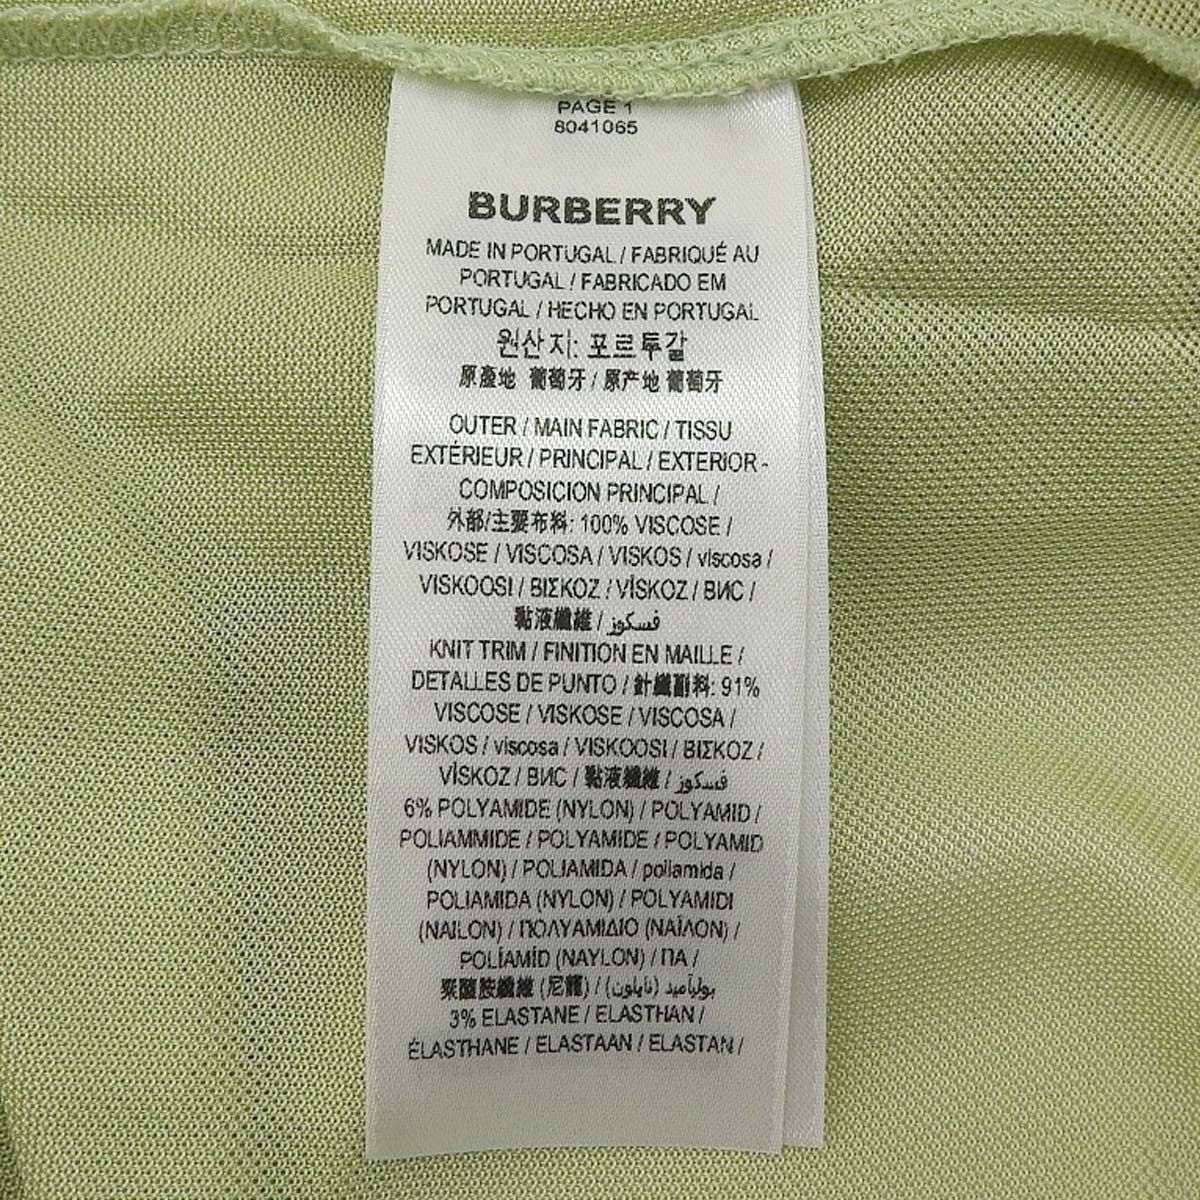 PAGE 1
8041065
BURBERRY
MADE IN PORTUGAL / FABRIQUÉ AU
PORTUGAL / FABRICADO EM
PORTUGAL / HECHO EN PORTUGAL
원산지: 포르투갈
原產地 葡萄牙 / 原产地 葡萄牙
OUTER / MAIN FABRIC / TISSU
EXTÉRIEUR / PRINCIPAL / EXTERIOR -
COMPOSICION PRINCIPAL /
外部/主要布料: 100% VISCOSE /
VISKOSE / VISCOSA / VISKOS / viscosa /
VISKOOSI / ΒΙΣΚΟΖ / VİSKOZ / ВИС /
黏液纖維 / فسكوز
KNIT TRIM / FINITION EN MAILLE /
DETALLES DE PUNTO / 針織副料: 91%
VISCOSE / VISKOSE / VISCOSA /
VISKOS / viscosa / VISKOOSI / ΒΙΣΚΟΖ /
VİSKOZ / ВИС / 黏液纖維 / فسكوز
6% POLYAMIDE (NYLON) / POLYAMID /
POLIAMMIDE / POLYAMIDE / POLYAMID
(NYLON) / POLIAMIDA / poliamida /
POLIAMIDA (NYLON) / POLYAMIDI
(NAILON) / ΠΟΛΥΑΜΙΔΙΟ (ΝΑΪΛΟΝ) /
POLİAMİD (NAYLON) / ПА /
聚醯胺纖維 (尼龍) / بولیآمید (نایلون) /
3% ELASTANE / ELASTHAN /
ÉLASTHANE / ELASTAAN / ELASTAN /